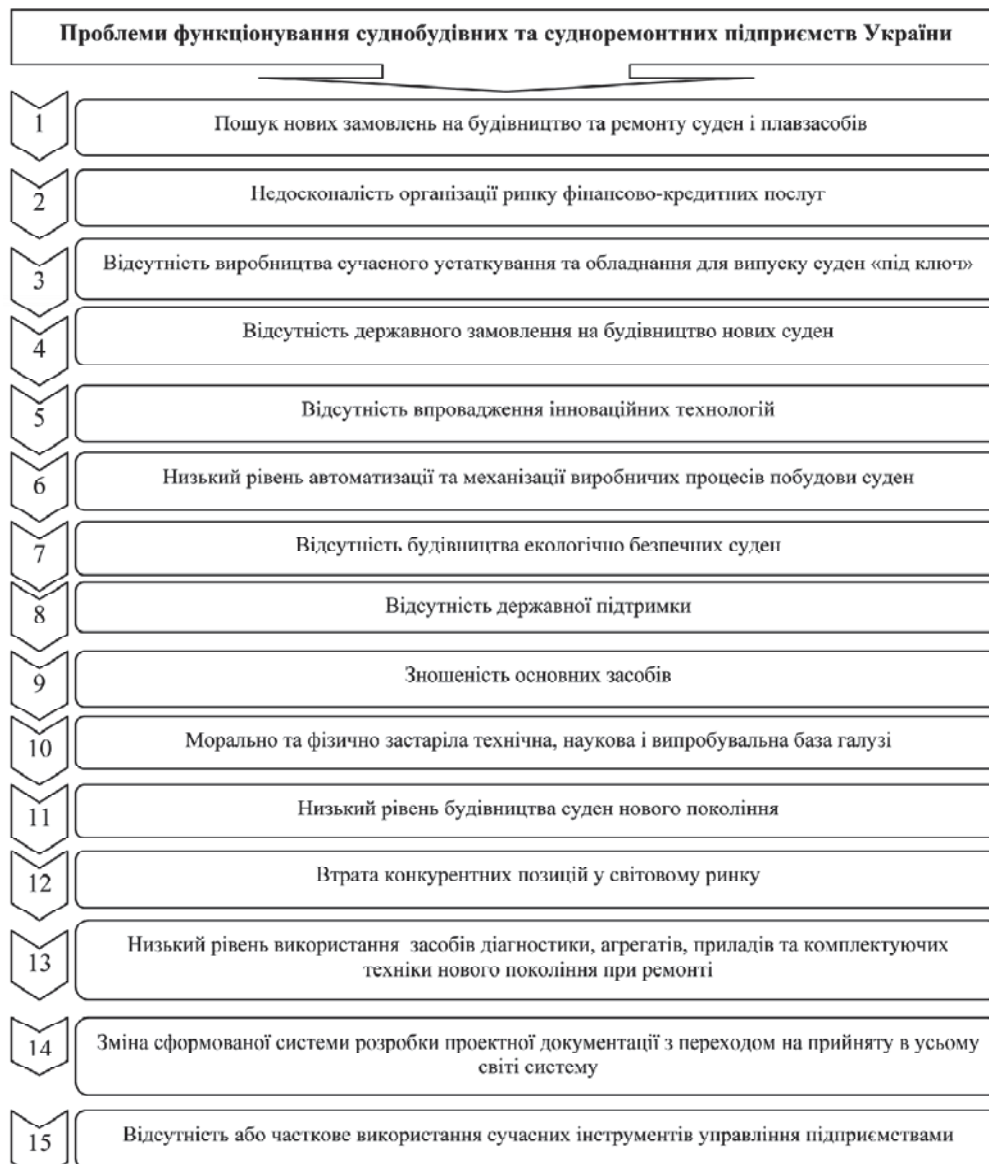 Проблеми функціонування суднобудівних та судноремонтних підприємств України
1
Пошук нових замовлень на будівництво та ремонту суден і плавзасобів
2
Недосконалість організації ринку фінансово-кредитних послуг
3
Відсутність виробництва сучасного устаткування та обладнання для випуску суден «під ключ»
4
Відсутність державного замовлення на будівництво нових суден
5
Відсутність впровадження інноваційних технологій
6
Низький рівень автоматизації та механізації виробничих процесів побудови суден
7
Відсутність будівництва екологічно безпечних суден
8
Відсутність державної підтримки
9
Зношеність основних засобів
10
Морально та фізично застаріла технічна, наукова і випробувальна база галузі
11
Низький рівень будівництва суден нового покоління
12
Втрата конкурентних позицій у світовому ринку
13
Низький рівень використання засобів діагностики, агрегатів, приладів та комплектуючих
техніки нового покоління при ремонті
14
Зміна сформованої системи розробки проектної документації з переходом на прийняту в усьому
світі систему
15
Відсутність або часткове використання сучасних інструментів управління підприємствами